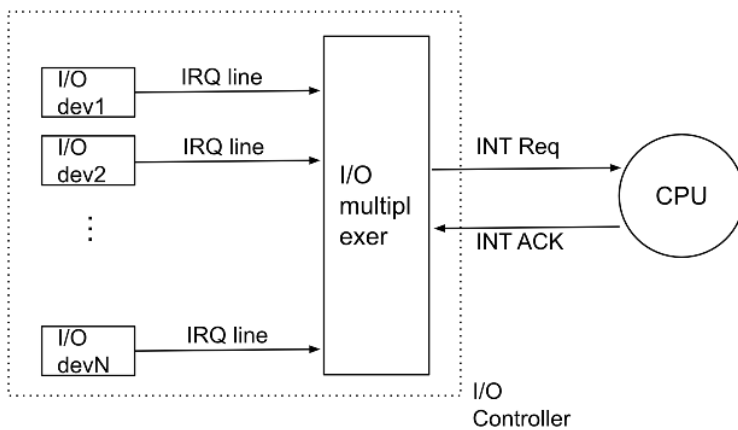 I/O
dev1
IRQ line
I/O
dev2
IRQ line
I/O
multipl
exer
INT Req
CPU
INT ACK
I/O
devN
IRQ line
I/O
Controller